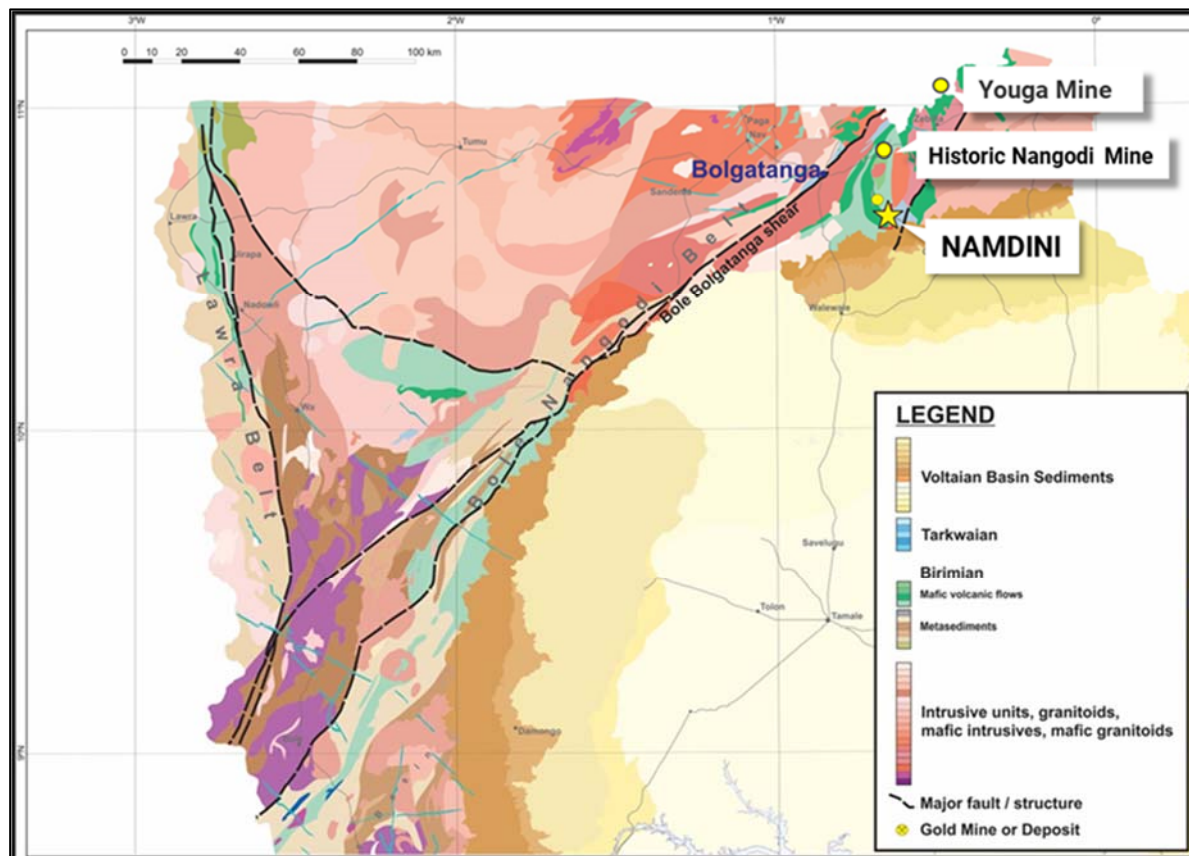 3°W 2°W 1°W 0°
0 10 20 40 60 80 100 km
11°N
Youga Mine
Zebilla
Paga
Nav
Tumu
Historic Nangodi Mine
Bolgatanga
Sandema
Lawra
NAMDINI
Jirapa
Nadowli
Bole Bolgatanga shear
Walewale
Lawra Belt
Bole Nangodi Belt
Wa
10°N
LEGEND
Voltaian Basin Sediments
Tarkwaian
Birimian
Mafic volcanic flows
Metasediments
Savelugu
Tolon
Tamale
Intrusive units, granitoids,
mafic intrusives, mafic granitoids
Damongo
9°N
Major fault / structure
Gold Mine or Deposit